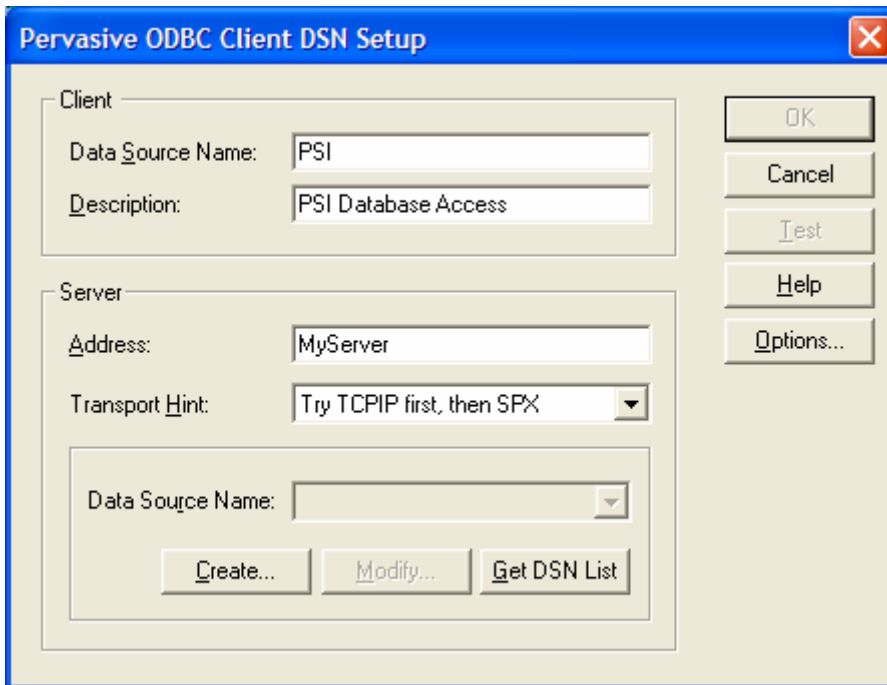 Pervasive ODBC Client DSN Setup
Client
Data Source Name: PSI
Description: PSI Database Access
OK
Cancel
Test
Help
Options...
Server
Address: MyServer
Transport Hint: Try TCPIP first, then SPX
Data Source Name:
Create... Modify... Get DSN List